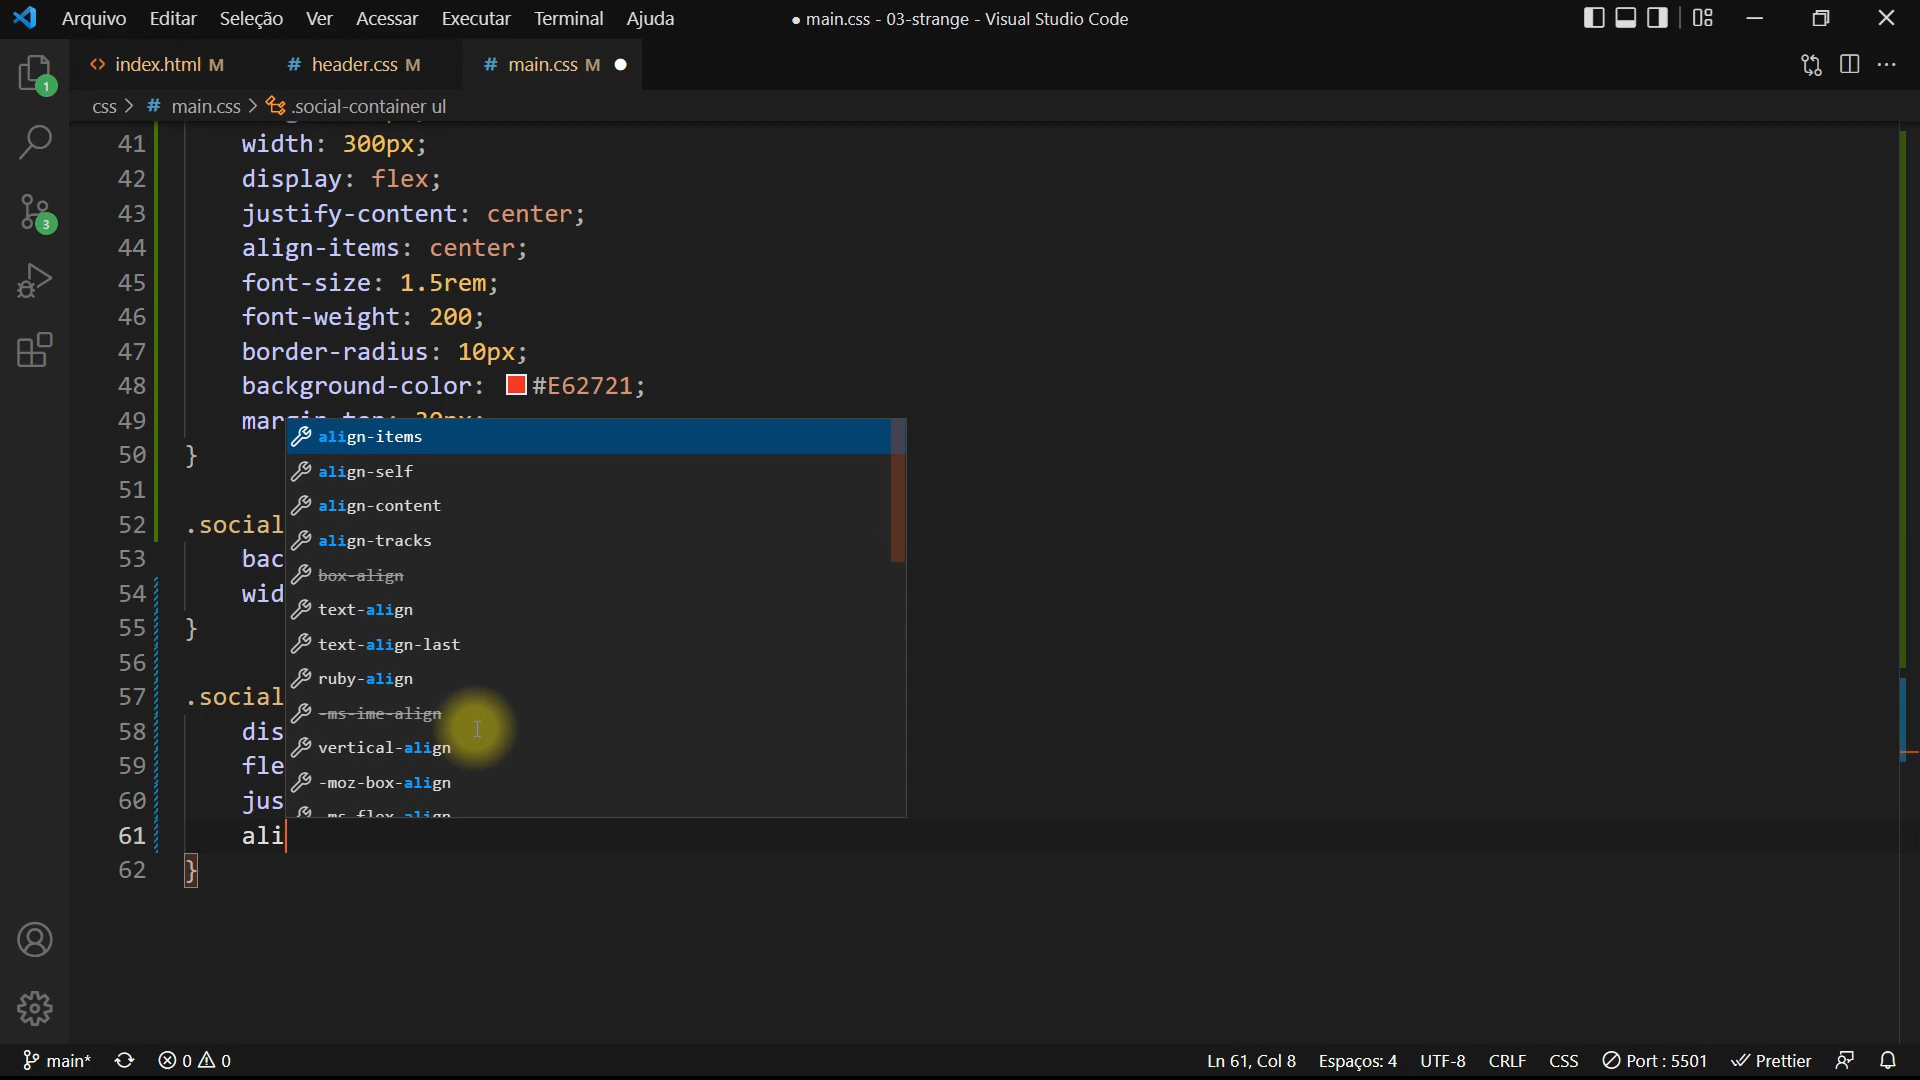 Arquivo Editar Seleção Ver Acessar Executar Terminal Ajuda
● main.css - 03-strange - Visual Studio Code
<> index.html M
# header.css M
# main.css M ●
css > # main.css > .social-container ul
41 width: 300px;
42 display: flex;
43 justify-content: center;
44 align-items: center;
45 font-size: 1.5rem;
46 font-weight: 200;
47 border-radius: 10px;
48 background-color: #E62721;
49 mar
50 }
51
52 .social
53 bac
54 wid
55 }
56
57 .social
58 dis
59 fle
60 jus
61 ali
62 }
align-items
align-self
align-content
align-tracks
box-align
text-align
text-align-last
ruby-align
-ms-ime-align
vertical-align
-moz-box-align
-ms-flex-align
1
3
main* 0 0
Ln 61, Col 8 Espaços: 4 UTF-8 CRLF CSS Port : 5501 Prettier